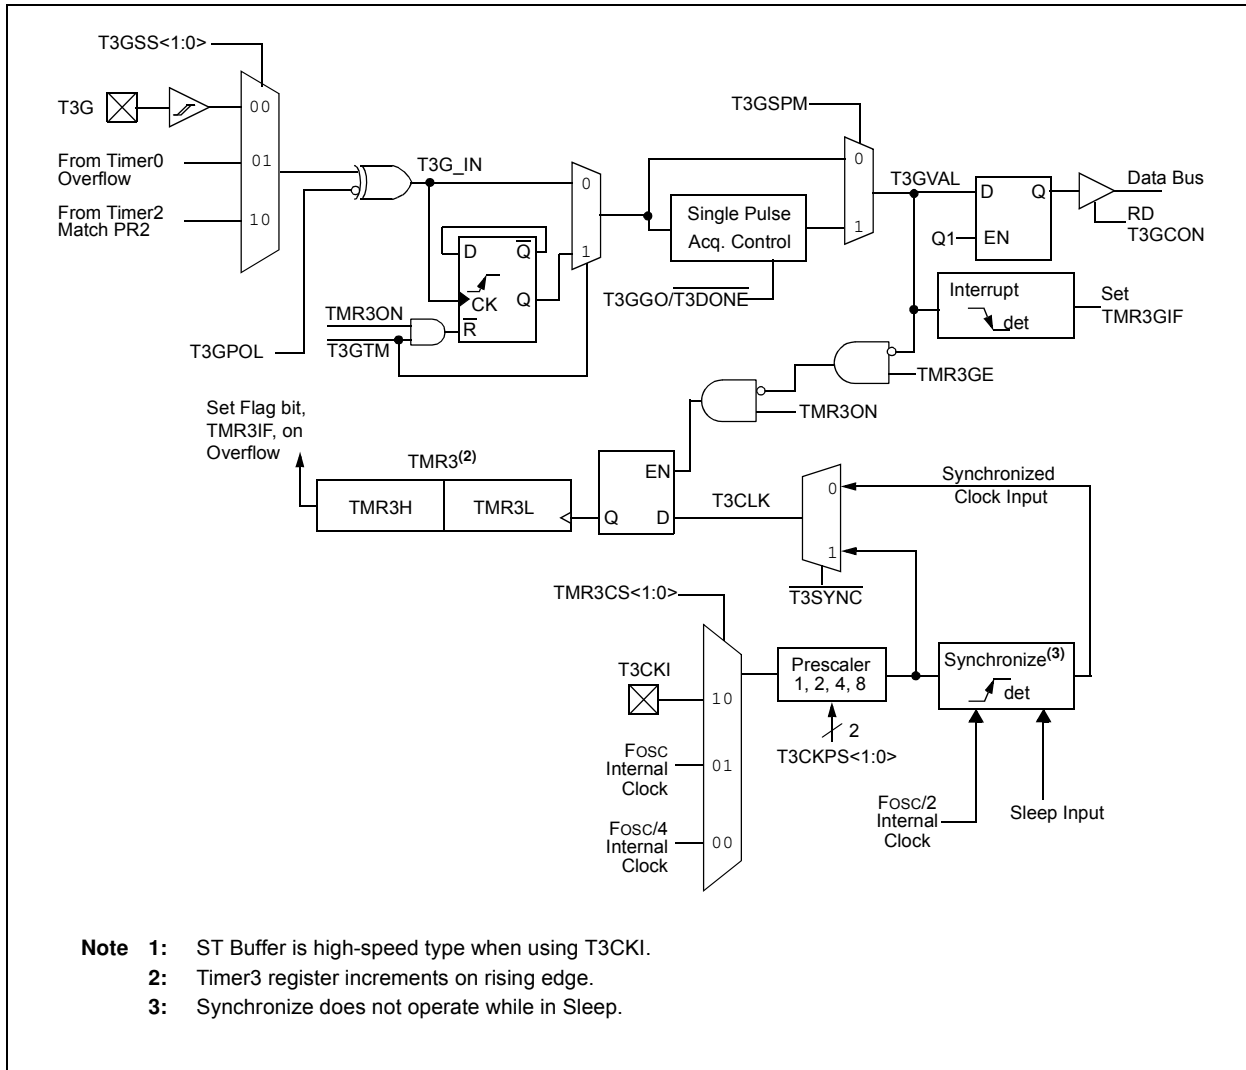 T3GSS<1:0>
T3G
00
From Timer0
Overflow
01
From Timer2
Match PR2
10
T3G_IN
0
1
D
Q
CK
Q
R
TMR3ON
T3GTM
T3GPOL
T3GSPM
0
1
Single Pulse
Acq. Control
T3GGO/T3DONE
T3GVAL
D
Q
Q1
EN
Data Bus
RD
T3GCON
Interrupt
det
Set
TMR3GIF
TMR3GE
TMR3ON
Set Flag bit,
TMR3IF, on
Overflow
TMR3(2)
TMR3H
TMR3L
EN
Q
D
T3CLK
0
1
T3SYNC
Synchronized
Clock Input
TMR3CS<1:0>
T3CKI
10
FOSC
Internal
Clock
01
FOSC/4
Internal
Clock
00
Prescaler
1, 2, 4, 8
2
T3CKPS<1:0>
Synchronize(3)
det
FOSC/2
Internal
Clock
Sleep Input
Note 1: ST Buffer is high-speed type when using T3CKI.
2: Timer3 register increments on rising edge.
3: Synchronize does not operate while in Sleep.